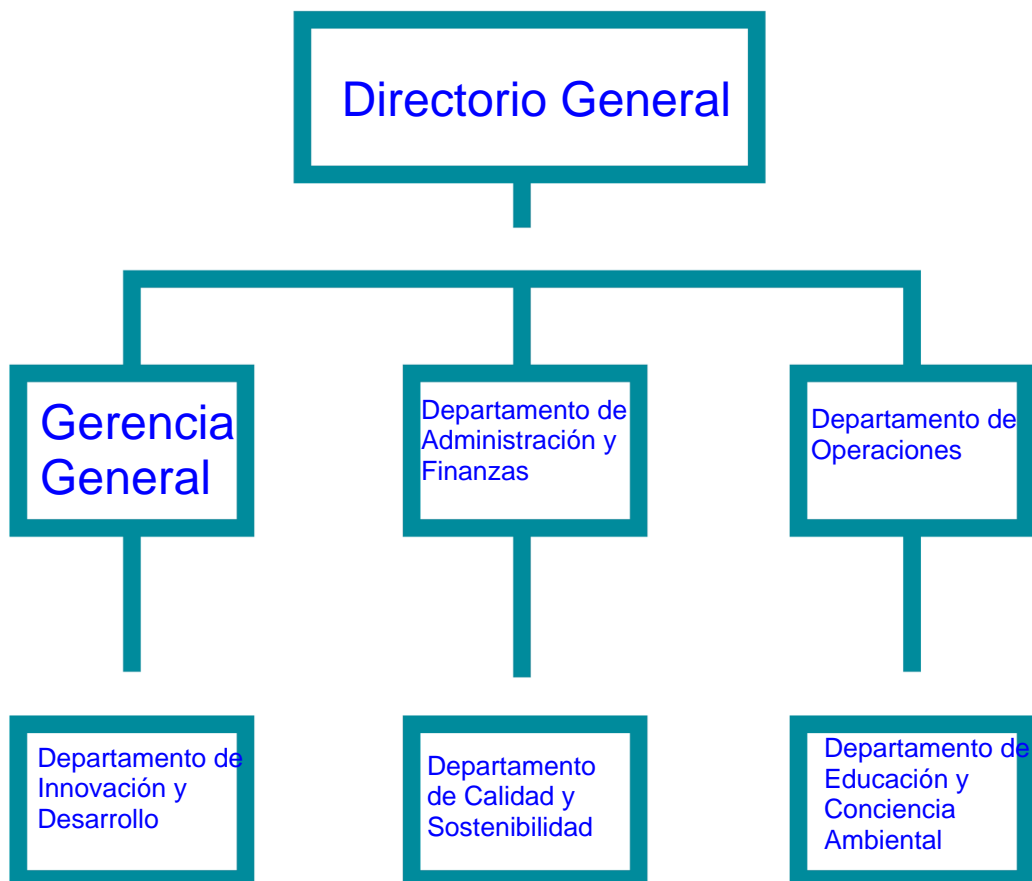 Directorio General
Gerencia
General
Departamento de
Administración y
Finanzas
Departamento de
Operaciones
Departamento de
Innovación y
Desarrollo
Departamento
de Calidad y
Sostenibilidad
Departamento de
Educación y
Conciencia
Ambiental